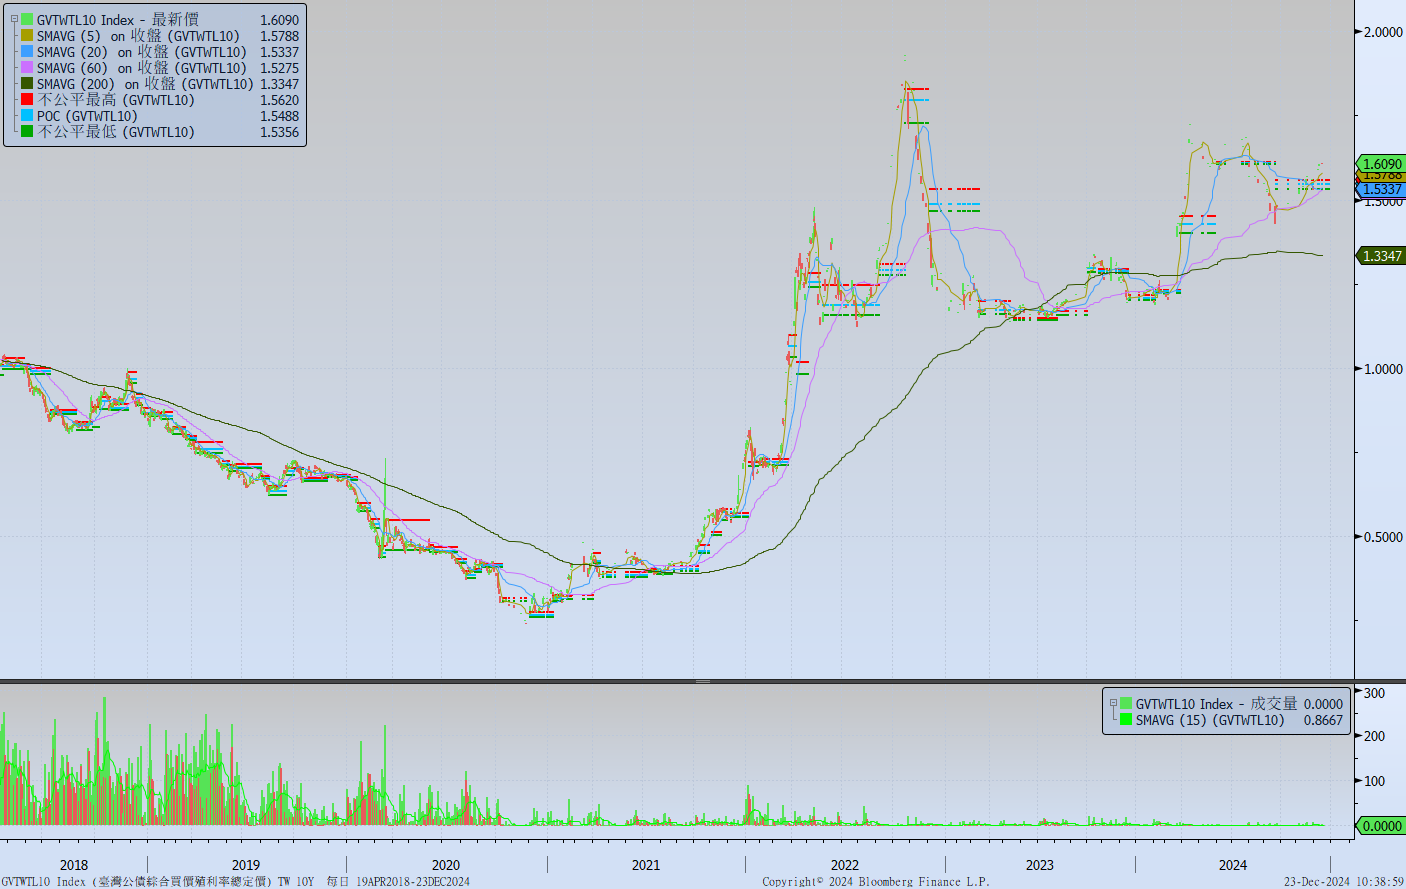 GVTWTL10 Index - 最新價 1.6090
SMAVG (5) on 收盤 (GVTWTL10) 1.5788
SMAVG (20) on 收盤 (GVTWTL10) 1.5337
SMAVG (60) on 收盤 (GVTWTL10) 1.5275
SMAVG (200) on 收盤 (GVTWTL10) 1.3347
不公平最高 (GVTWTL10) 1.5620
POC (GVTWTL10) 1.5488
不公平最低 (GVTWTL10) 1.5356
2.0000
1.6090
1.5788
1.5337
1.5000
1.3347
1.0000
0.5000
GVTWTL10 Index - 成交量 0.0000
SMAVG (15) (GVTWTL10) 0.8667
300
200
100
0.0000
2018 2019 2020 2021 2022 2023 2024
GVTWTL10 Index (臺灣公債綜合買價殖利率總定價) TW 10Y 每日 19APR2018-23DEC2024 Copyright© 2024 Bloomberg Finance L.P. 23-Dec-2024 10:38:59